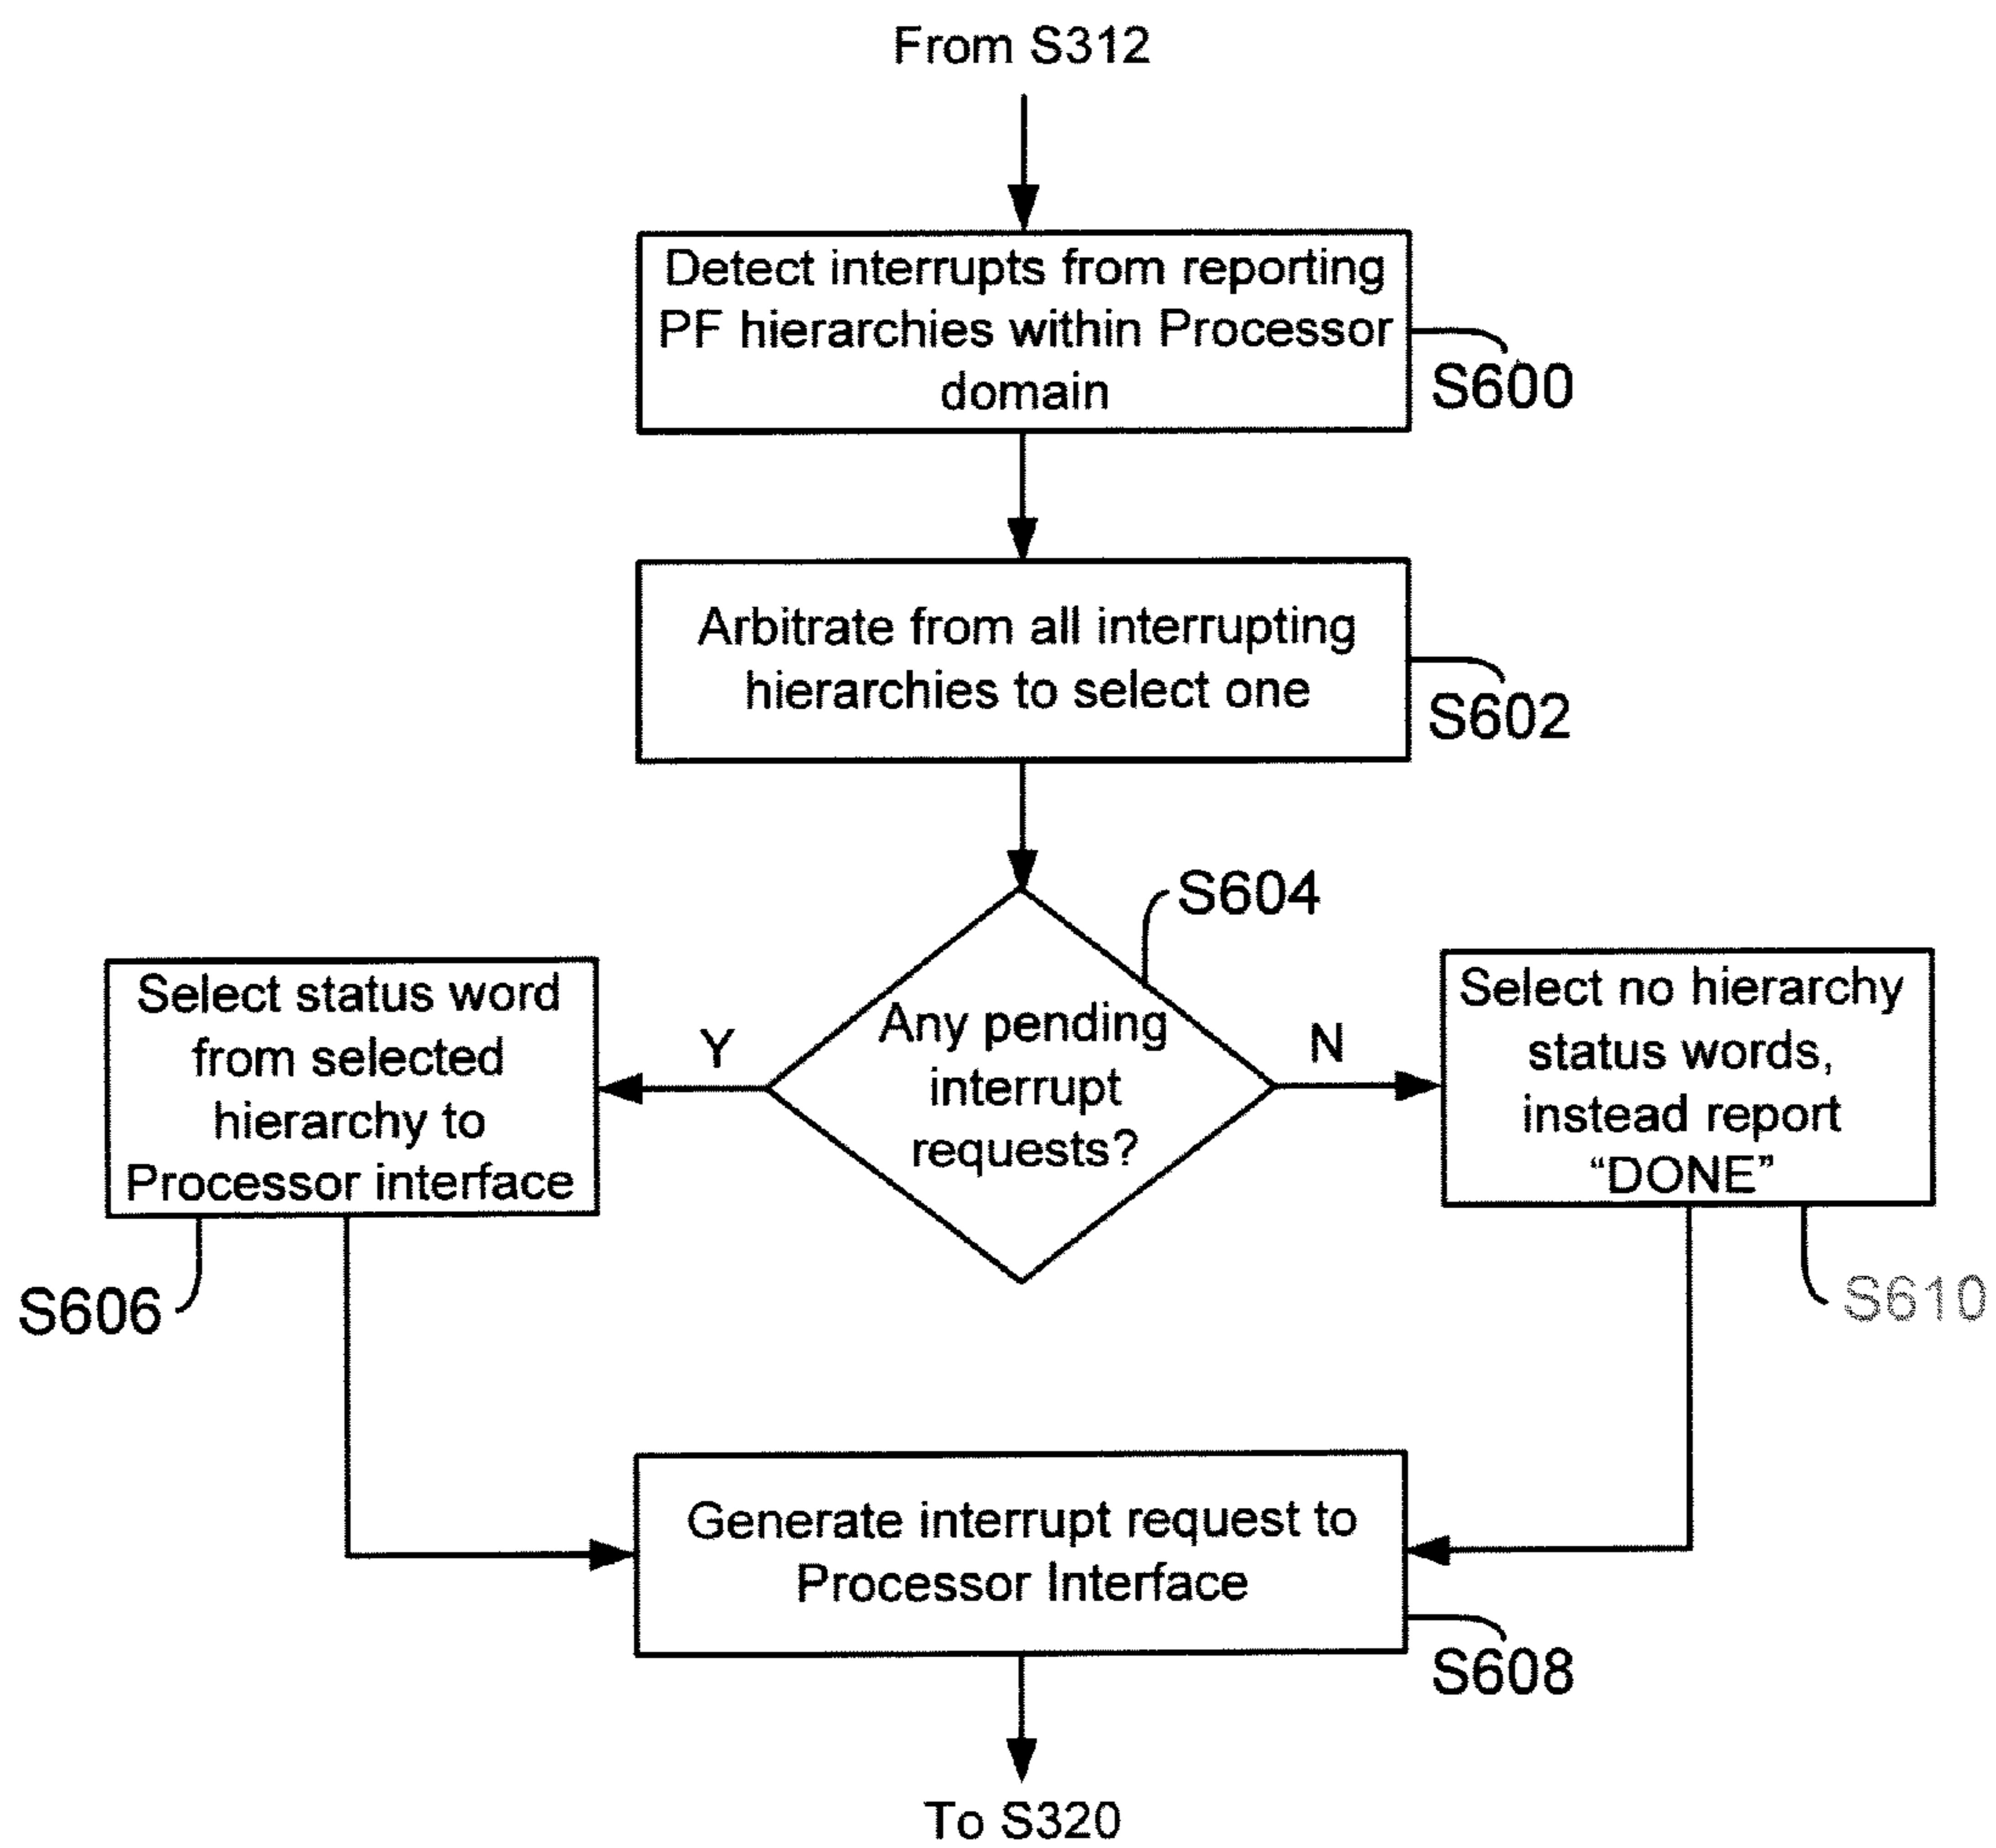 From S312
Detect interrupts from reporting
PF hierarchies within Processor
domain
S600
Arbitrate from all interrupting
hierarchies to select one
S602
S604
Select status word
from selected
hierarchy to
Processor interface
S606
Y
Any pending
interrupt
requests?
N
Select no hierarchy
status words,
instead report
“DONE”
S610
Generate interrupt request to
Processor Interface
S608
To S320